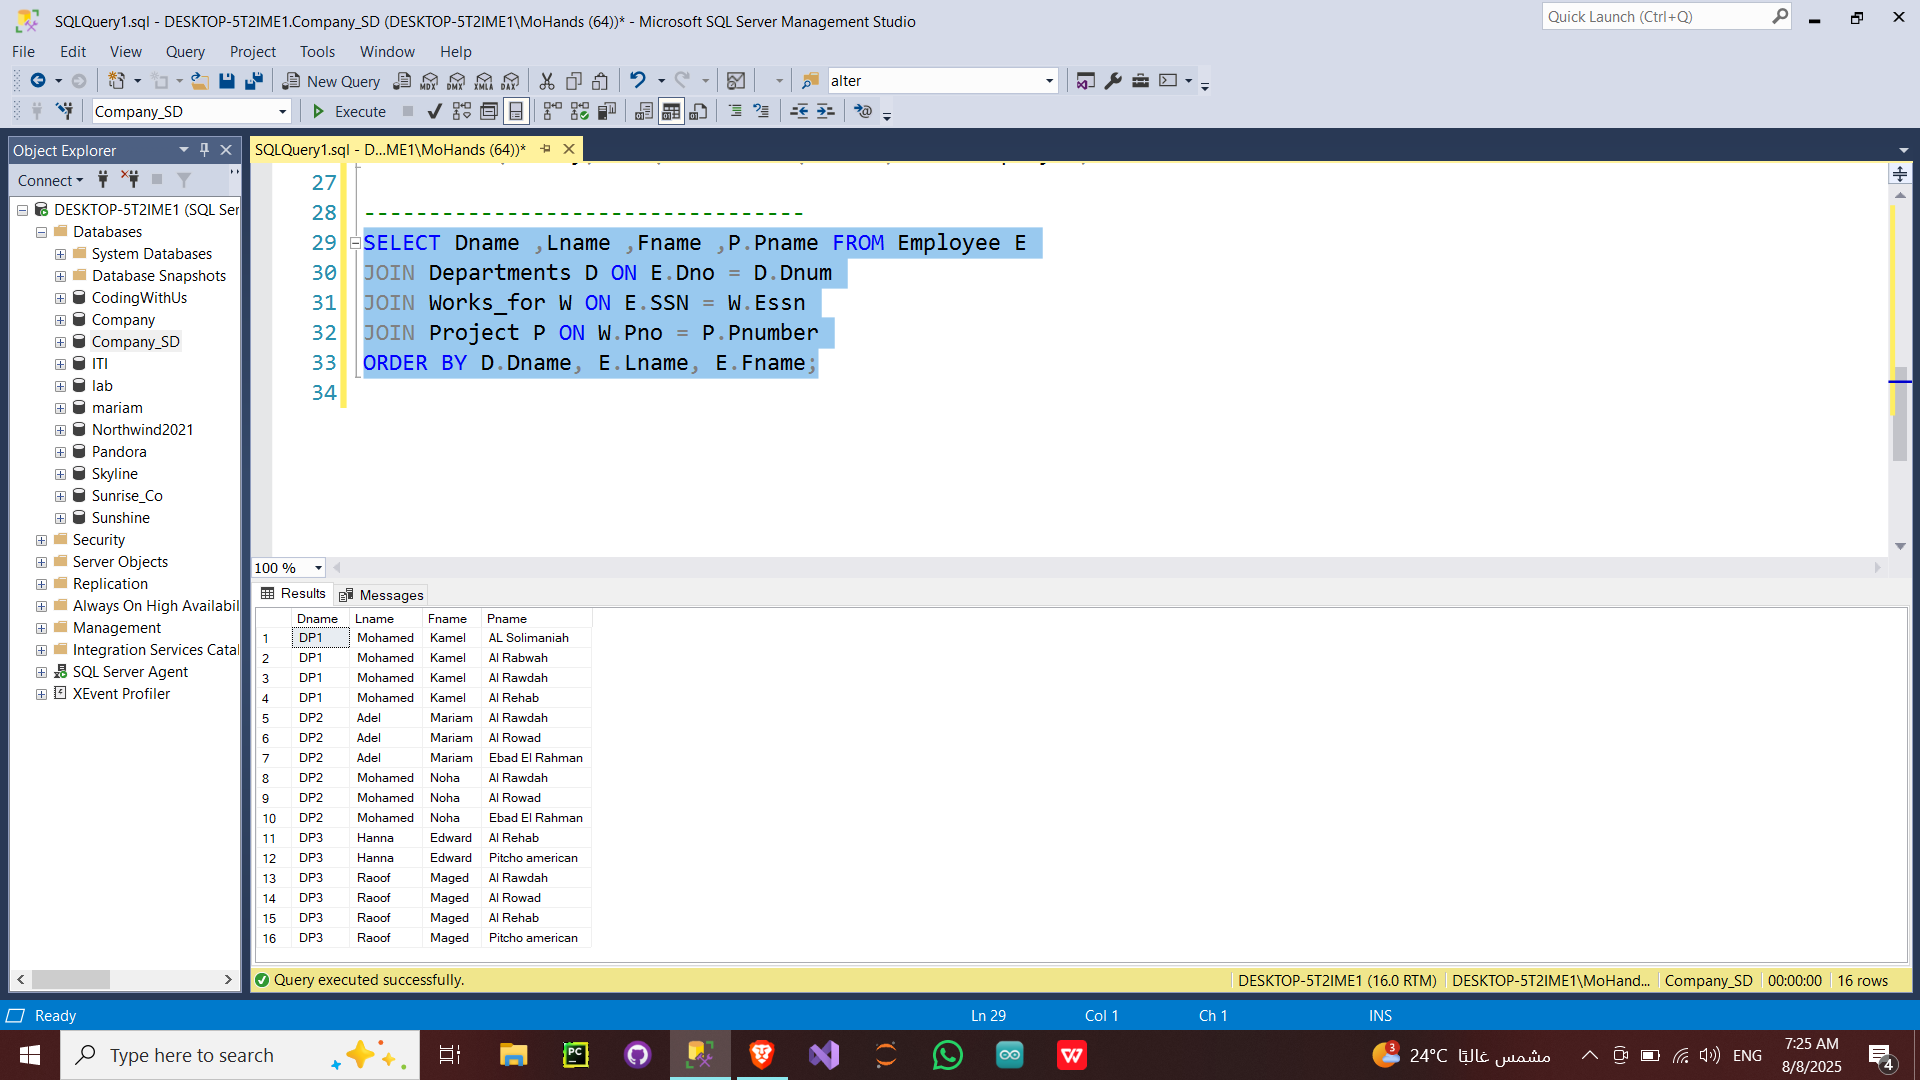 SQLQuery1.sql - DESKTOP-5T2IME1.Company_SD (DESKTOP-5T2IME1\MoHands (64))* - Microsoft SQL Server Management Studio
Quick Launch (Ctrl+Q)
File Edit View Query Project Tools Window Help
New Query
MDX DMX XMLA DAX
alter
Company_SD
Execute
Object Explorer
Connect
DESKTOP-5T2IME1 (SQL Ser
Databases
System Databases
Database Snapshots
CodingWithUs
Company
Company_SD
ITI
lab
mariam
Northwind2021
Pandora
Skyline
Sunrise_Co
Sunshine
Security
Server Objects
Replication
Always On High Availabil
Management
Integration Services Catal
SQL Server Agent
XEvent Profiler
SQLQuery1.sql - D...ME1\MoHands (64))*
27
28 ----------------------------------
29 SELECT Dname ,Lname ,Fname ,P.Pname FROM Employee E
30 JOIN Departments D ON E.Dno = D.Dnum
31 JOIN Works_for W ON E.SSN = W.Essn
32 JOIN Project P ON W.Pno = P.Pnumber
33 ORDER BY D.Dname, E.Lname, E.Fname;
34
100 %
Results Messages
Dname Lname Fname Pname
1 DP1 Mohamed Kamel AL Solimaniah
2 DP1 Mohamed Kamel Al Rabwah
3 DP1 Mohamed Kamel Al Rawdah
4 DP1 Mohamed Kamel Al Rehab
5 DP2 Adel Mariam Al Rawdah
6 DP2 Adel Mariam Al Rowad
7 DP2 Adel Mariam Ebad El Rahman
8 DP2 Mohamed Noha Al Rawdah
9 DP2 Mohamed Noha Al Rowad
10 DP2 Mohamed Noha Ebad El Rahman
11 DP3 Hanna Edward Al Rehab
12 DP3 Hanna Edward Pitcho american
13 DP3 Raoof Maged Al Rawdah
14 DP3 Raoof Maged Al Rowad
15 DP3 Raoof Maged Al Rehab
16 DP3 Raoof Maged Pitcho american
Query executed successfully.
DESKTOP-5T2IME1 (16.0 RTM) DESKTOP-5T2IME1\MoHand... Company_SD 00:00:00 16 rows
Ready
Ln 29 Col 1 Ch 1 INS
Type here to search
PC
3
24°C مشمس غالبًا
ENG
7:25 AM
8/8/2025
4